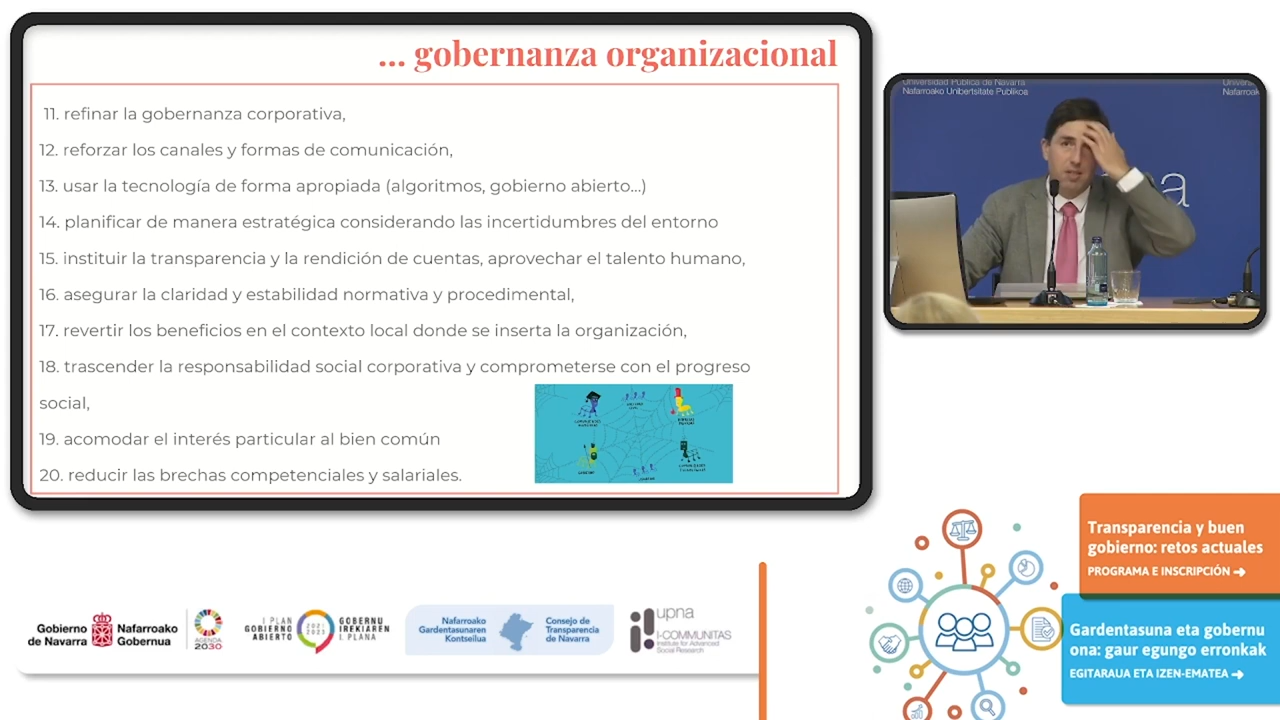 ... gobernanza organizacional
11. refinar la gobernanza corporativa,
12. reforzar los canales y formas de comunicación,
13. usar la tecnología de forma apropiada (algoritmos, gobierno abierto...)
14. planificar de manera estratégica considerando las incertidumbres del entorno
15. instituir la transparencia y la rendición de cuentas, aprovechar el talento humano,
16. asegurar la claridad y estabilidad normativa y procedimental,
17. revertir los beneficios en el contexto local donde se inserta la organización,
18. trascender la responsabilidad social corporativa y comprometerse con el progreso
social,
19. acomodar el interés particular al bien común
20. reducir las brechas competenciales y salariales.
Universidad Pública de Navarra
Nafarroako Unibertsitate Publikoa
Transparencia y buen
gobierno: retos actuales
PROGRAMA E INSCRIPCIÓN
Gardentasuna eta gobernu
ona: gaur egungo erronkak
EGITARAUA ETA IZEN-EMATEA
Gobierno
de Navarra
Nafarroako
Gobernua
AGENDA
2030
I PLAN
GOBIERNO
ABIERTO
2021
2023
GOBERNU
IREKIAREN
I. PLANA
Nafarroako
Gardentasunaren
Kontseilua
Consejo de
Transparencia
de Navarra
upna
I-COMMUNITAS
Institute for Advanced
Social Research